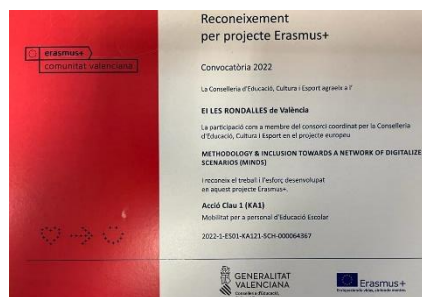 erasmus+
comunitat valenciana
Reconeixement
per projecte Erasmus+
Convocatòria 2022
La Conselleria d'Educació, Cultura i Esport agraeix a l'
EI LES RONDALLES de València
La participació com a membre del consorci coordinat per la Conselleria
d'Educació, Cultura i Esport en el projecte europeu
METHODOLOGY & INCLUSION TOWARDS A NETWORK OF DIGITALIZE
SCENARIOS (MINDS)
I reconeix el treball i l'esforç desenvolupat
en aquest projecte Erasmus+.
Acció Clau 1 (KA1)
Mobilitat per a personal d'Educació Escolar
2022-1-ES01-KA121-SCH-000064367
GENERALITAT
VALENCIANA
Conselleria d'Educació,
Erasmus+